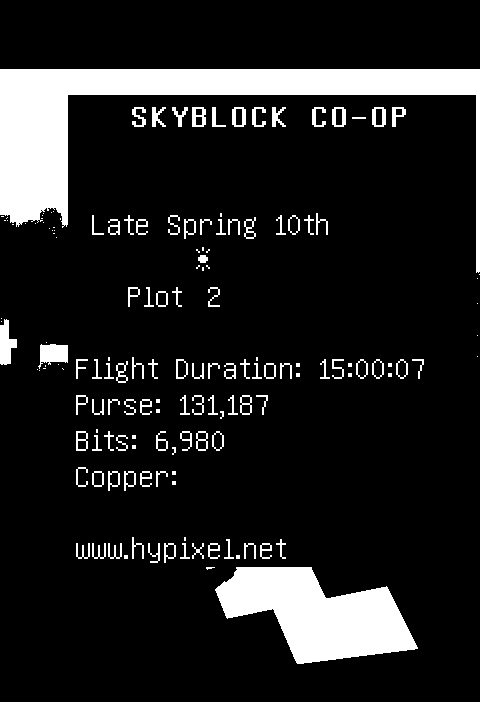 SKYBLOCK CO-OP
Late Spring 10th
Plot 2
Flight Duration: 15:00:07
Purse: 131,187
Bits: 6,980
Copper:
www.hypixel.net